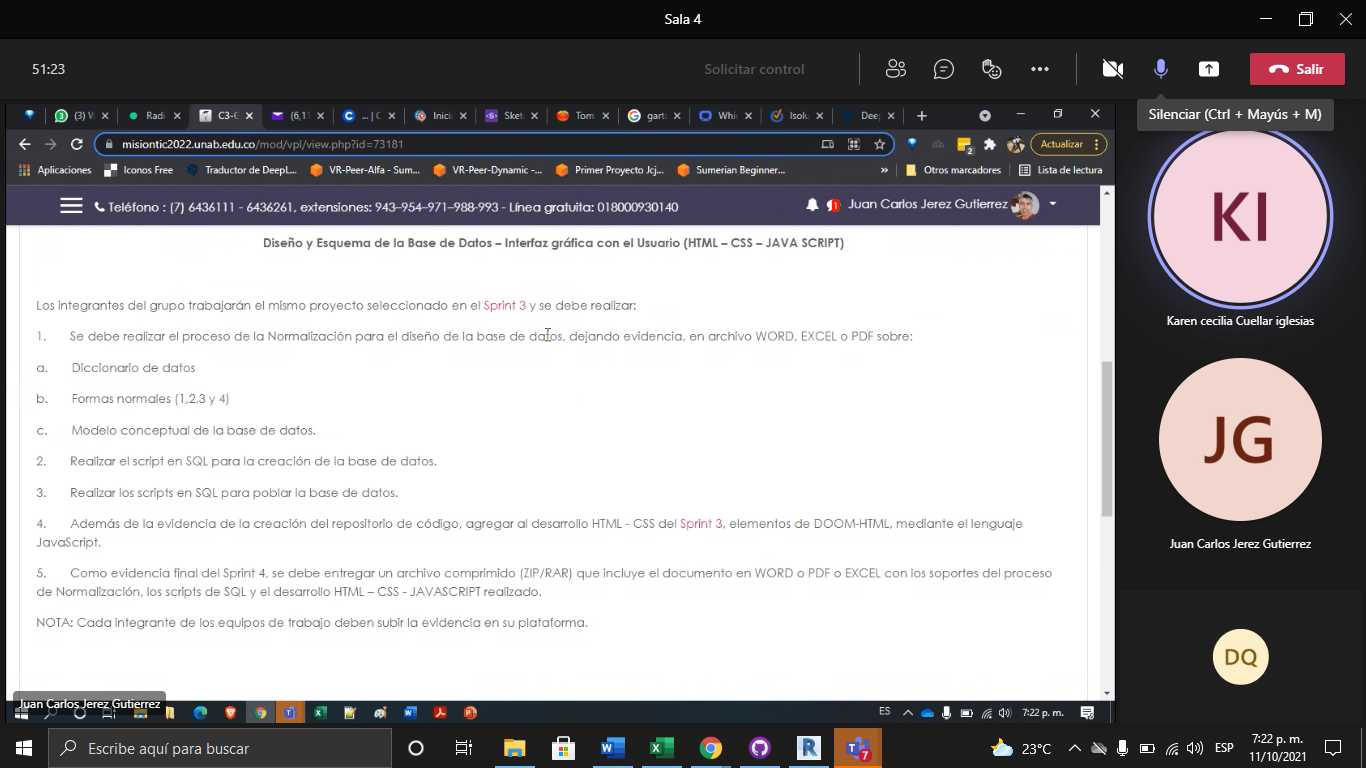 Sala 4
51:23
Solicitar control
Salir
Silenciar (Ctrl + Mayús + M)
(3) W
Radi
C3-G
(6,11
... | C
Inici
Sket
Tom
gart
Whi
Isolu
Dee
misiontic2022.unab.edu.co/mod/vpl/view.php?id=73181
2
Actualizar
Aplicaciones
Iconos Free
Traductor de DeepL...
VR-Peer-Alfa - Sum...
VR-Peer-Dynamic -...
Primer Proyecto Jcj...
Sumerian Beginner...
»
Otros marcadores
Lista de lectura
Teléfono : (7) 6436111 - 6436261, extensiones: 943-954-971-988-993 - Línea gratuita: 018000930140
1
Juan Carlos Jerez Gutierrez
Diseño y Esquema de la Base de Datos – Interfaz gráfica con el Usuario (HTML – CSS – JAVA SCRIPT)
Los integrantes del grupo trabajarán el mismo proyecto seleccionado en el Sprint 3 y se debe realizar:
1. Se debe realizar el proceso de la Normalización para el diseño de la base de datos, dejando evidencia, en archivo WORD, EXCEL o PDF sobre:
a. Diccionario de datos
b. Formas normales (1,2,3 y 4)
c. Modelo conceptual de la base de datos.
2. Realizar el script en SQL para la creación de la base de datos.
3. Realizar los scripts en SQL para poblar la base de datos.
4. Además de la evidencia de la creación del repositorio de código, agregar al desarrollo HTML - CSS del Sprint 3, elementos de DOOM-HTML, mediante el lenguaje
JavaScript.
5. Como evidencia final del Sprint 4, se debe entregar un archivo comprimido (ZIP/RAR) que incluye el documento en WORD o PDF o EXCEL con los soportes del proceso
de Normalización, los scripts de SQL y el desarrollo HTML – CSS - JAVASCRIPT realizado.
NOTA: Cada integrante de los equipos de trabajo deben subir la evidencia en su plataforma.
Juan Carlos Jerez Gutierrez
ES
7:22 p. m.
KI
Karen cecilia Cuellar iglesias
JG
Juan Carlos Jerez Gutierrez
DQ
Escribe aquí para buscar
7
23°C
ESP
7:22 p. m.
11/10/2021